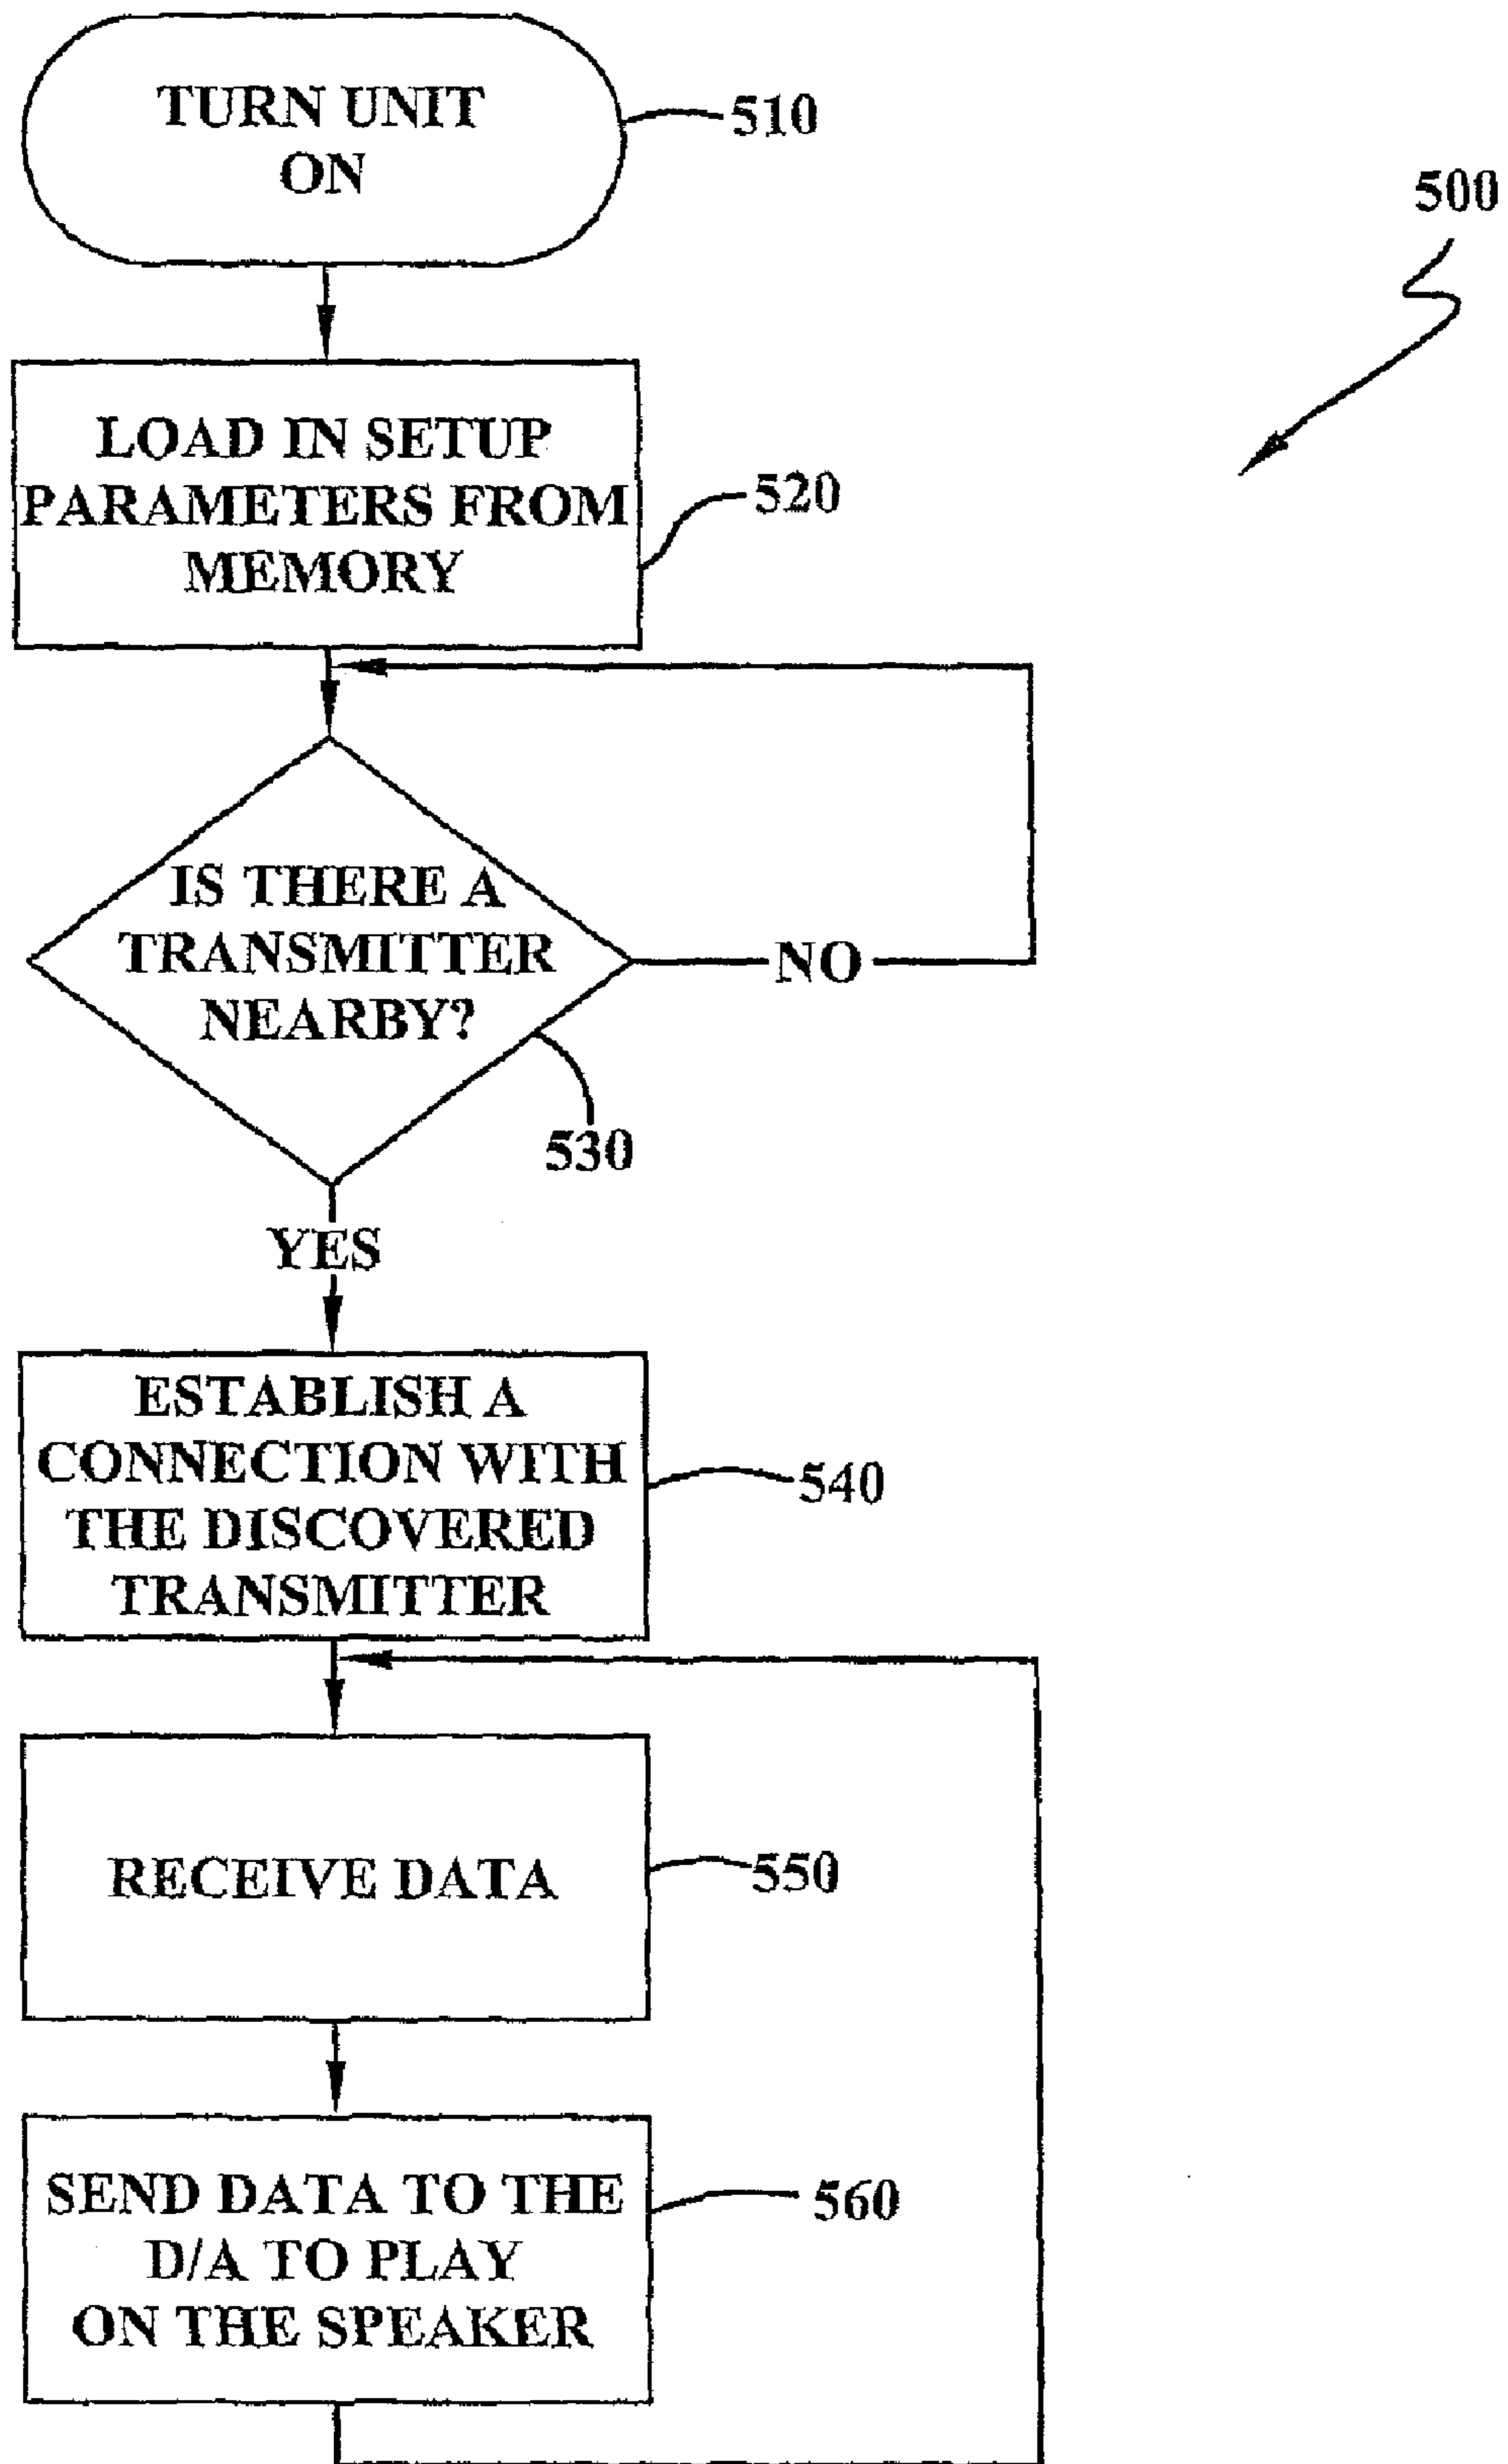 TURN UNIT
ON
510
500
LOAD IN SETUP
PARAMETERS FROM
MEMORY
520
IS THERE A
TRANSMITTER
NEARBY?
NO
530
YES
ESTABLISH A
CONNECTION WITH
THE DISCOVERED
TRANSMITTER
540
RECEIVE DATA
550
SEND DATA TO THE
D/A TO PLAY
ON THE SPEAKER
560